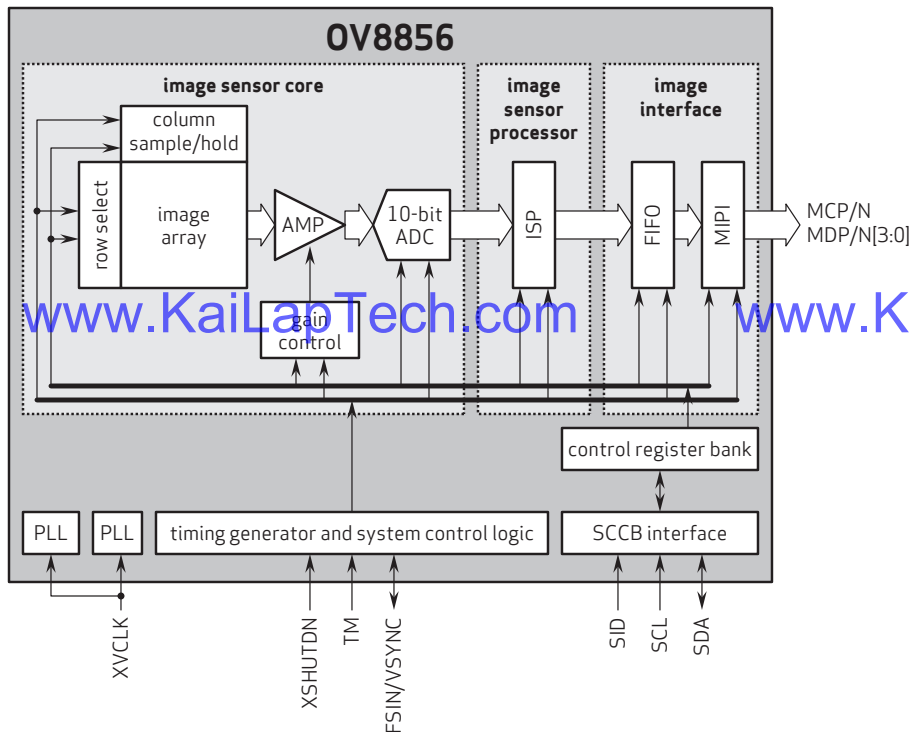 OV8856
image sensor core
image
sensor
processor
image
interface
column
sample/hold
row select
image
array
AMP
10-bit
ADC
ISP
FIFO
MIPI
MCP/N
MDP/N[3:0]
www.KaiLapTech.com
www.K
gain
control
control register bank
PLL
PLL
timing generator and system control logic
SCCB interface
XVCLK
XSHUTDN
TM
FSIN/VSYNC
SID
SCL
SDA